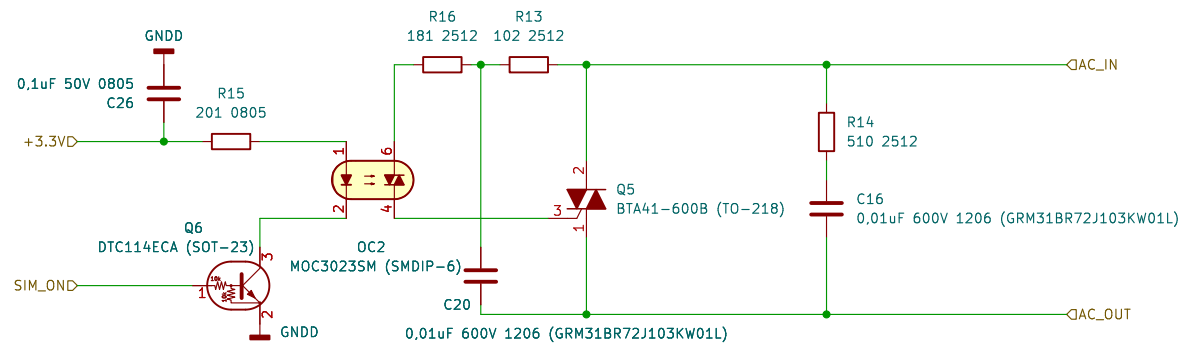 R16
181 2512
R13
102 2512
GNDD
AC_IN
0,1uF 50V 0805
C26
R15
201 0805
R14
510 2512
+3.3V
1
6
2
4
2
3
1
Q5
BTA41-600B (TO-218)
C16
0,01uF 600V 1206 (GRM31BR72J103KW01L)
Q6
DTC114ECA (SOT-23)
OC2
MOC3023SM (SMDIP-6)
3
10k
10k
SIM_ON
1
2
GNDD
C20
0,01uF 600V 1206 (GRM31BR72J103KW01L)
AC_OUT